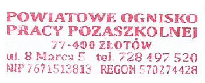 POWIATOWE OGNISKO
PRACY POZASZKOLNEJ
77-400 ZŁOTÓW
ul. 8 Marca 5 tel. 728 497 520
NIP 7671513813 REGON 570274428